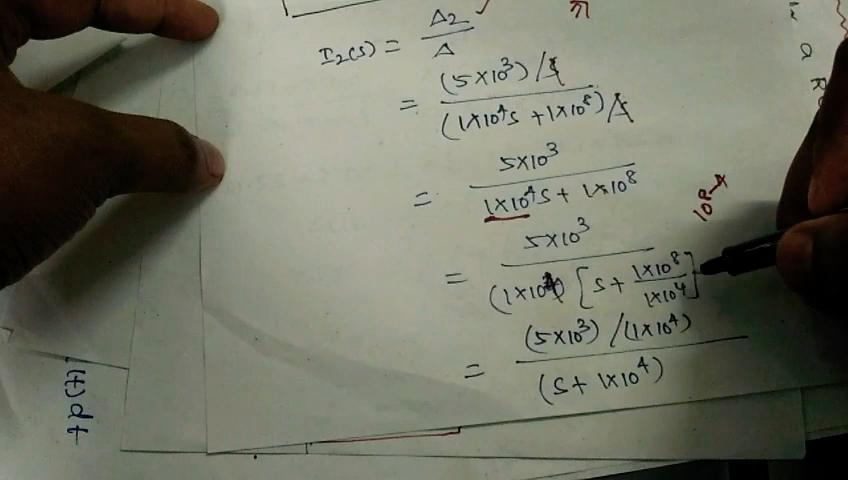 I₂(s) = Δ₂ / Δ
= (5×10³) / s / (1×10⁴s + 1×10⁸) / s
= 5×10³ / 1×10⁴s + 1×10⁸
10⁸⁻⁴
= 5×10³ / (1×10⁴) [s + 1×10⁸ / 1×10⁴]
= (5×10³) / (1×10⁴) / (s + 1×10⁴)
(t) dt